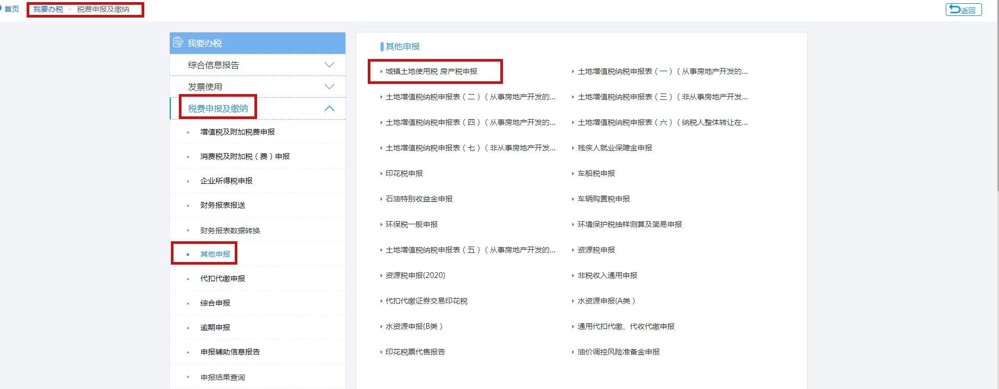 首页 > 我要办税 > 税费申报及缴纳
返回
我要办税
综合信息报告
发票使用
税费申报及缴纳
增值税及附加税费申报
消费税及附加税（费）申报
企业所得税申报
财务报表报送
财务报表数据转换
其他申报
代扣代缴申报
综合申报
逾期申报
申报辅助信息报告
申报结果查询
其他申报
城镇土地使用税 房产税申报
土地增值税纳税申报表（一）（从事房地产开发的...
土地增值税纳税申报表（二）（从事房地产开发的...
土地增值税纳税申报表（三）（非从事房地产开发...
土地增值税纳税申报表（四）（从事房地产开发的...
土地增值税纳税申报表（六）（纳税人整体转让在...
土地增值税纳税申报表（七）（非从事房地产开发...
残疾人就业保障金申报
印花税申报
车船税申报
石油特别收益金申报
车辆购置税申报
环保税一般申报
环境保护税抽样测算及简易申报
土地增值税纳税申报表（五）（从事房地产开发的...
资源税申报
资源税申报(2020)
非税收入通用申报
代扣代缴证券交易印花税
水资源申报(A类）
水资源申报(B类）
通用代扣代缴、代收代缴申报
印花税票代售报告
油价调控风险准备金申报